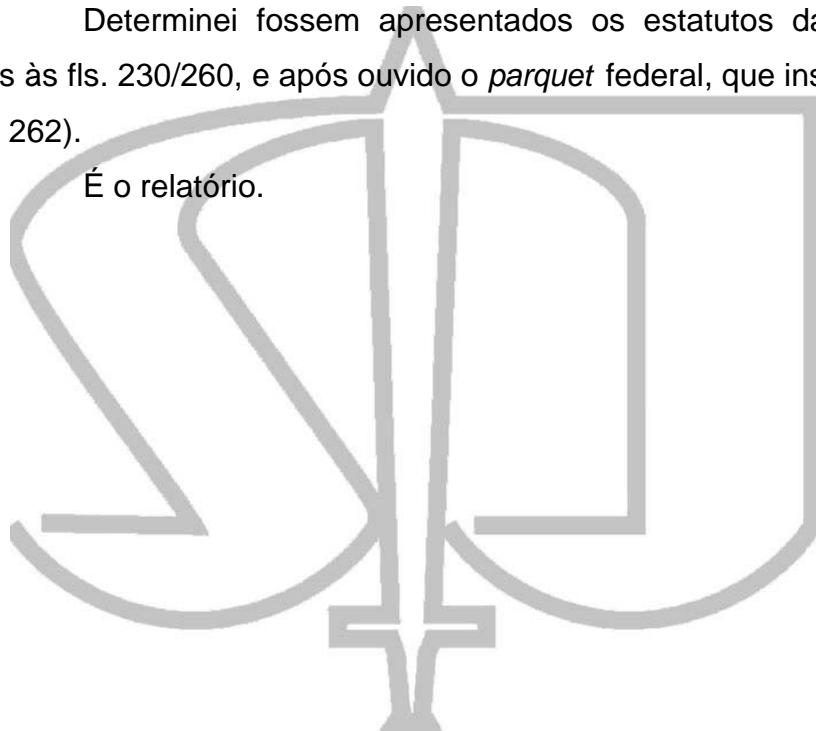 Determinei fossem apresentados os estatutos da
s às fls. 230/260, e após ouvido o parquet federal, que ins
262).
É o relatório.